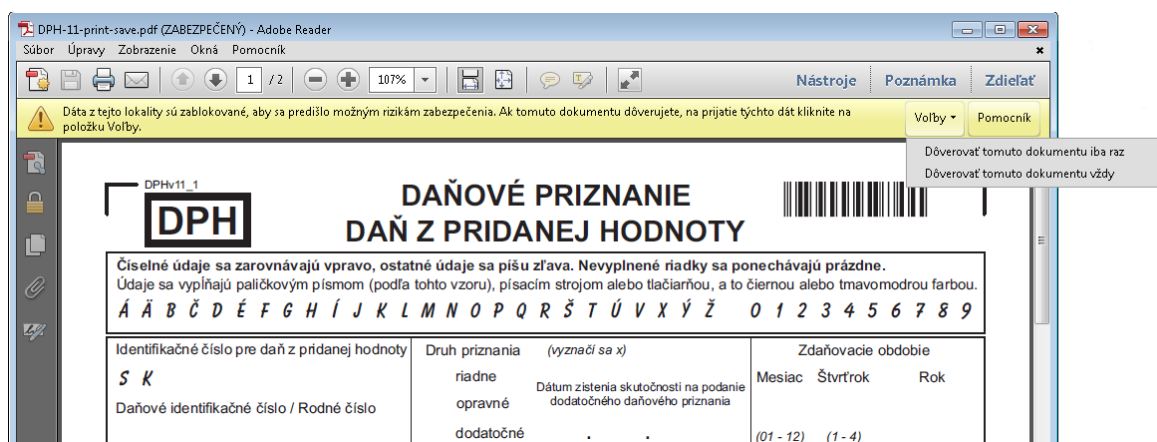 DPH-11-print-save.pdf (ZABEZPEČENÝ) - Adobe Reader
Súbor Úpravy Zobrazenie Okná Pomocník
1 / 2 107% Nástroje Poznámka Zdieľať
Dáta z tejto lokality sú zablokované, aby sa predišlo možným rizikám zabezpečenia. Ak tomuto dokumentu dôverujete, na prijatie týchto dát kliknite na
položku Voľby.
Voľby Pomocník
Dôverovať tomuto dokumentu iba raz
Dôverovať tomuto dokumentu vždy
DPHv11_1
DPH
DAŇOVÉ PRIZNANIE
DAŇ Z PRIDANEJ HODNOTY
Číselné údaje sa zarovnávajú vpravo, ostatné údaje sa píšu zľava. Nevyplnené riadky sa ponechávajú prázdne.
Údaje sa vypĺňajú paličkovým písmom (podľa tohto vzoru), písacím strojom alebo tlačiarňou, a to čiernou alebo tmavomodrou farbou.
Á Ä B Č D É F G H Í J K L M N O P Q R Š T Ú V X Ý Ž 0 1 2 3 4 5 6 7 8 9
Identifikačné číslo pre daň z pridanej hodnoty
S K
Daňové identifikačné číslo / Rodné číslo
Druh priznania (vyznačí sa x)
riadne
opravné
dodatočné
Dátum zistenia skutočnosti na podanie
dodatočného daňového priznania
. .
Zdaňovacie obdobie
Mesiac Štvrťrok Rok
(01 - 12) (1 - 4)